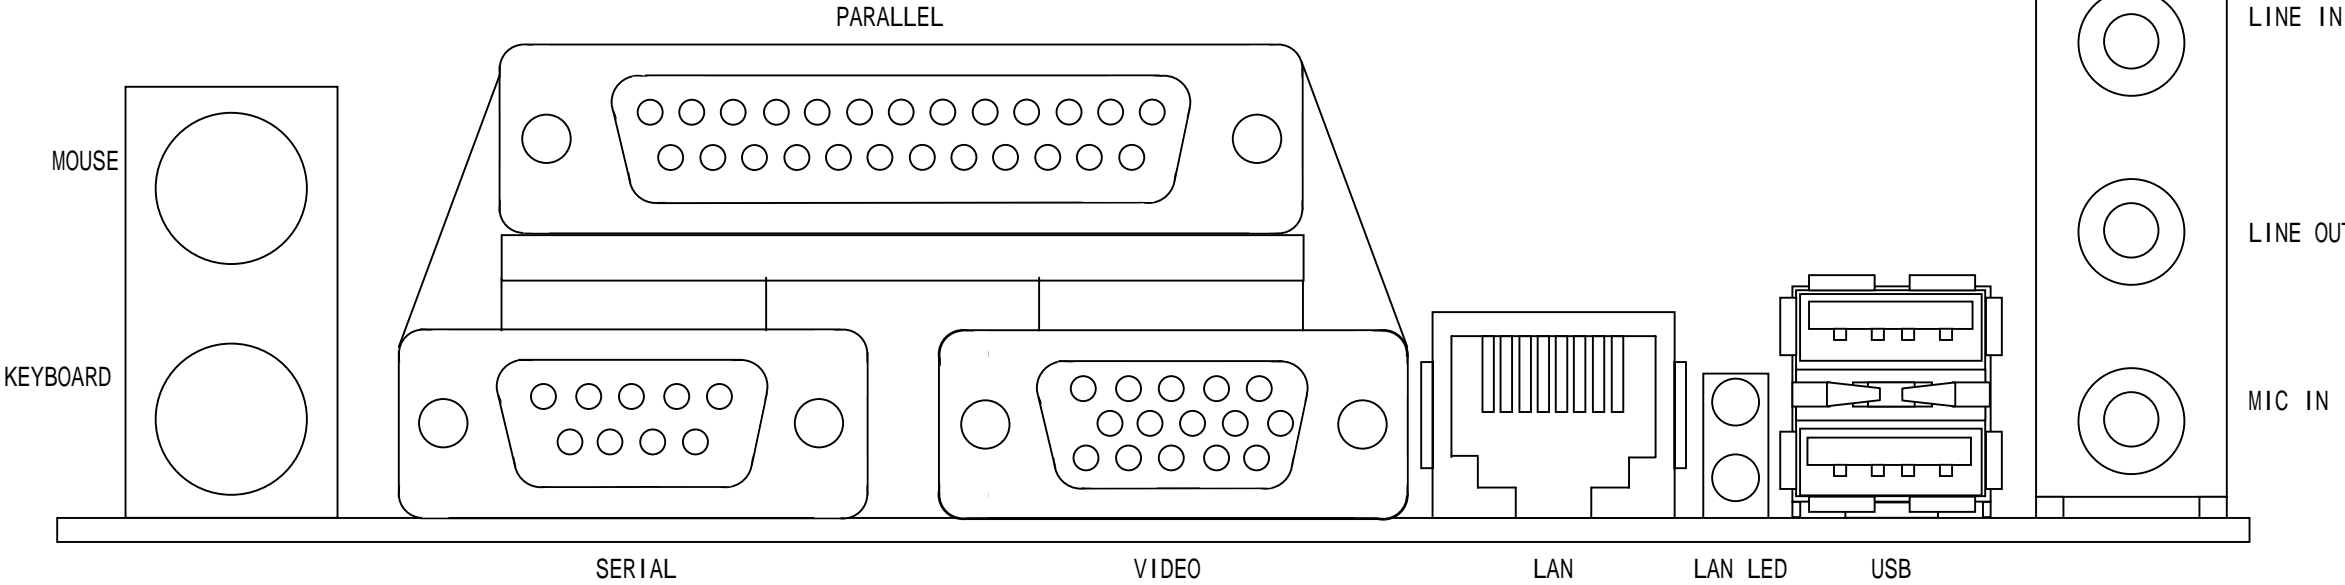 PARALLEL
LINE IN
MOUSE
LINE OUT
KEYBOARD
MIC IN
SERIAL
VIDEO
LAN
LAN LED
USB